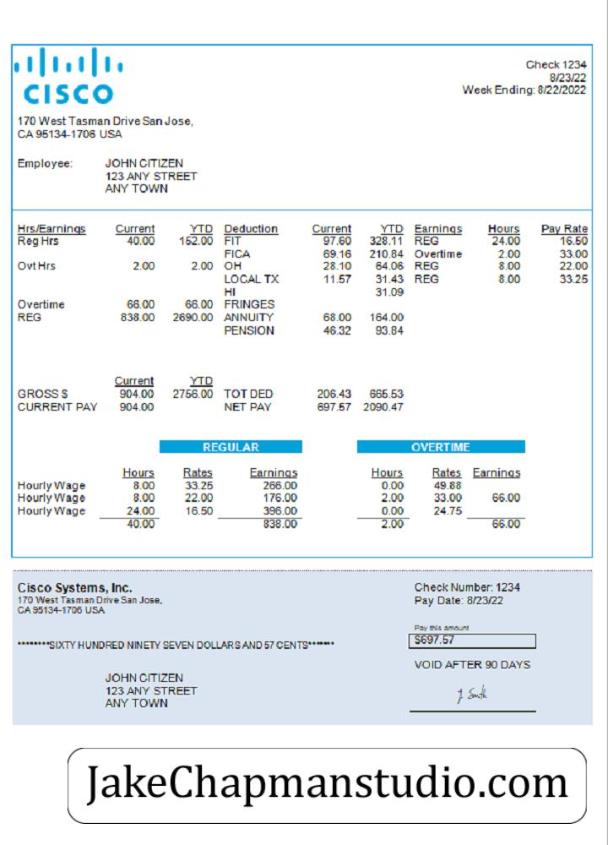 CISCO
Check 1234
8/23/22
Week Ending: 8/22/2022
170 West Tasman Drive San Jose,
CA 95134-1706 USA
Employee: JOHN CITIZEN
123 ANY STREET
ANY TOWN
Hrs/Earnings Current YTD Deduction Current YTD Earnings Hours Pay Rate
Reg Hrs 40.00 152.00 FIT 97.60 328.11 REG 24.00 16.50
FICA 69.16 210.84 Overtime 2.00 33.00
Ovt Hrs 2.00 2.00 OH 28.10 64.06 REG 8.00 22.00
LOCAL TX 11.57 31.43 REG 8.00 33.25
HI 31.09
Overtime 66.00 66.00 FRINGES
REG 838.00 2690.00 ANNUITY 68.00 164.00
PENSION 46.32 93.84
Current YTD
GROSS $ 904.00 2756.00 TOT DED 206.43 665.53
CURRENT PAY 904.00 NET PAY 697.57 2090.47
REGULAR OVERTIME
Hours Rates Earnings Hours Rates Earnings
Hourly Wage 8.00 33.25 266.00 0.00 49.88
Hourly Wage 8.00 22.00 176.00 2.00 33.00 66.00
Hourly Wage 24.00 16.50 396.00 0.00 24.75
40.00 838.00 2.00 66.00
Cisco Systems, Inc.
170 West Tasman Drive San Jose,
CA 95134-1706 USA
Check Number: 1234
Pay Date: 8/23/22
Pay this amount
$697.57
********SIXTY HUNDRED NINETY SEVEN DOLLARS AND 57 CENTS*******
VOID AFTER 90 DAYS
JOHN CITIZEN
123 ANY STREET
ANY TOWN
J. Smith
JakeChapmanstudio.com